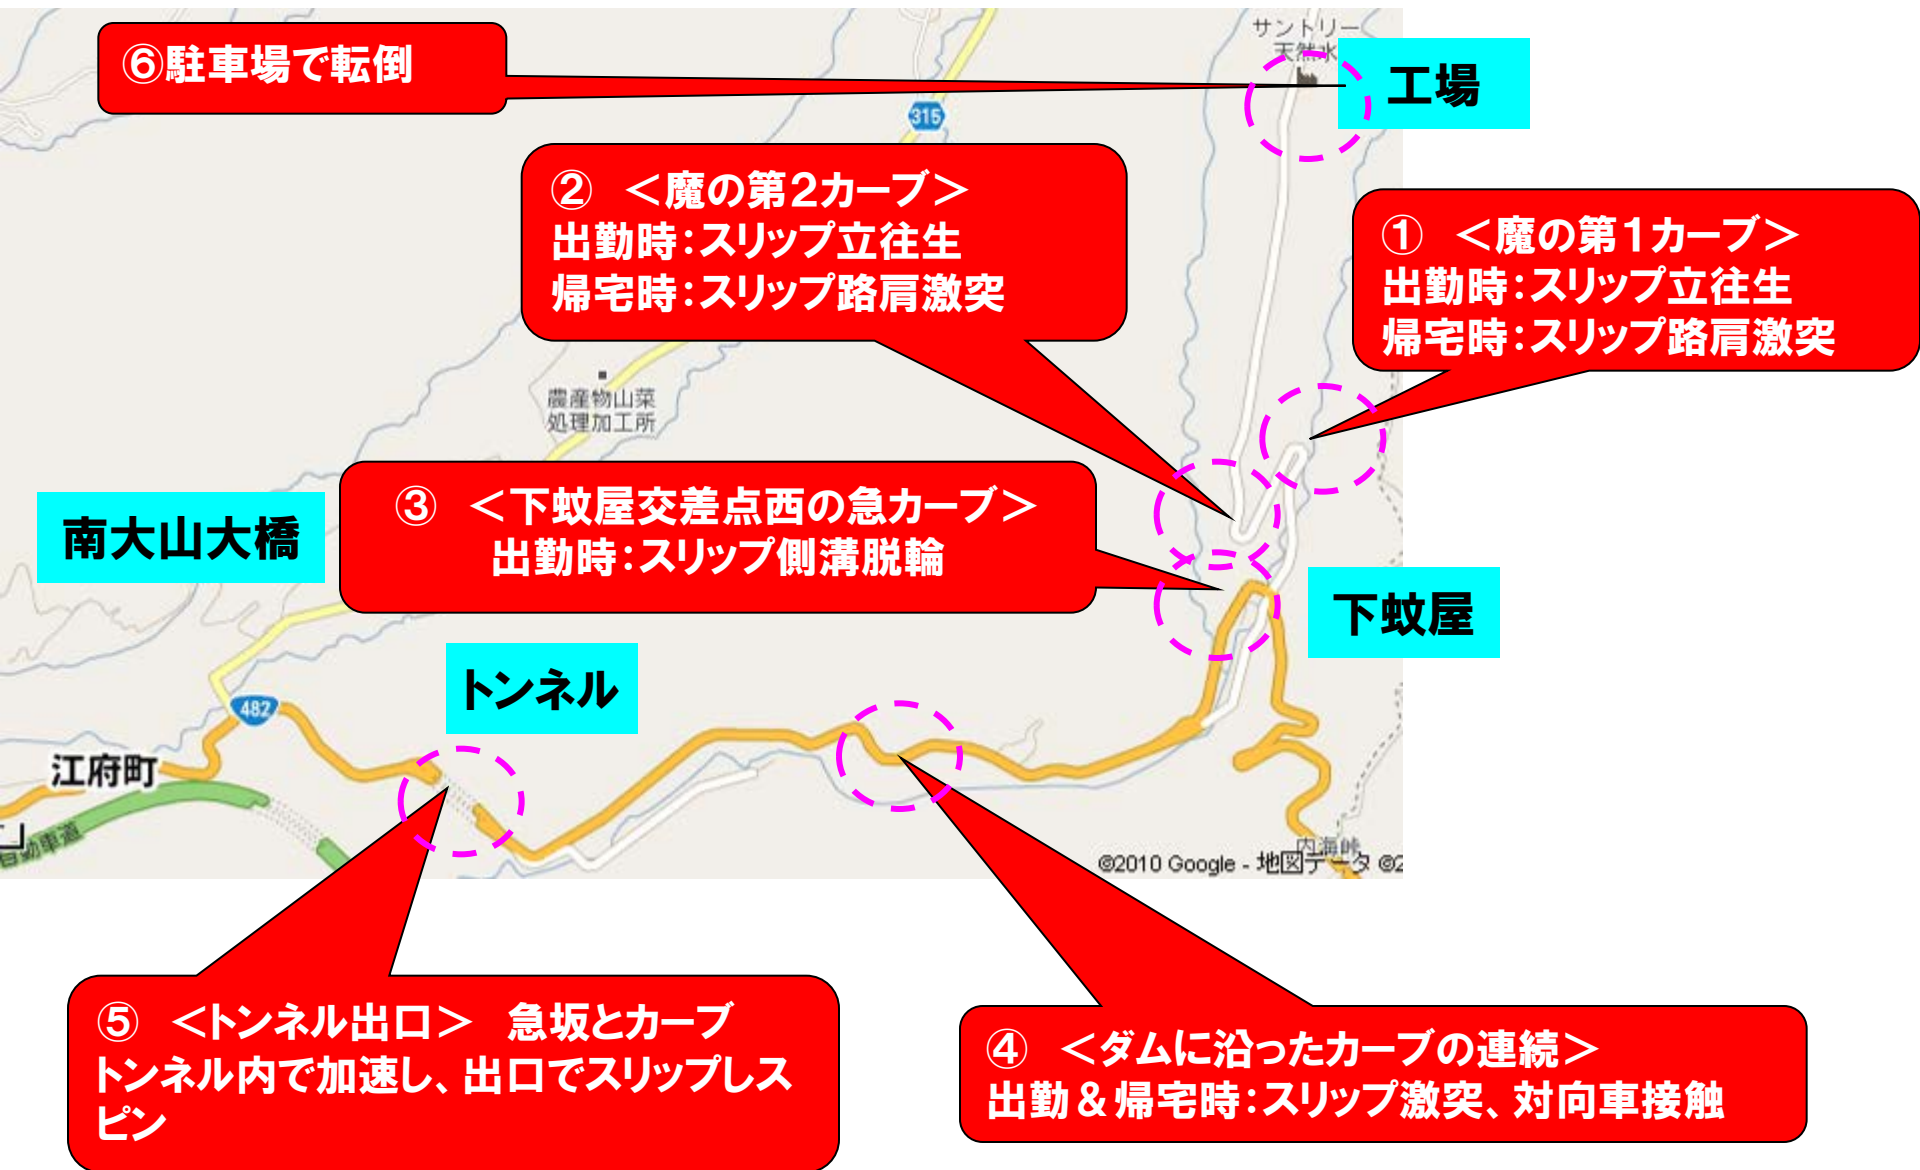 ⑥駐車場で転倒
サントリー
天然水
工場
315
② ＜魔の第２カーブ＞
出勤時：スリップ立往生
帰宅時：スリップ路肩激突
① ＜魔の第１カーブ＞
出勤時：スリップ立往生
帰宅時：スリップ路肩激突
農産物山菜
処理加工所
③ ＜下蚊屋交差点西の急カーブ＞
出勤時：スリップ側溝脱輪
南大山大橋
下蚊屋
トンネル
482
江府町
自動車道
内海峠
©2010 Google - 地図データ ©2
⑤ ＜トンネル出口＞ 急坂とカーブ
トンネル内で加速し、出口でスリップしス
ピン
④ ＜ダムに沿ったカーブの連続＞
出勤＆帰宅時：スリップ激突、対向車接触